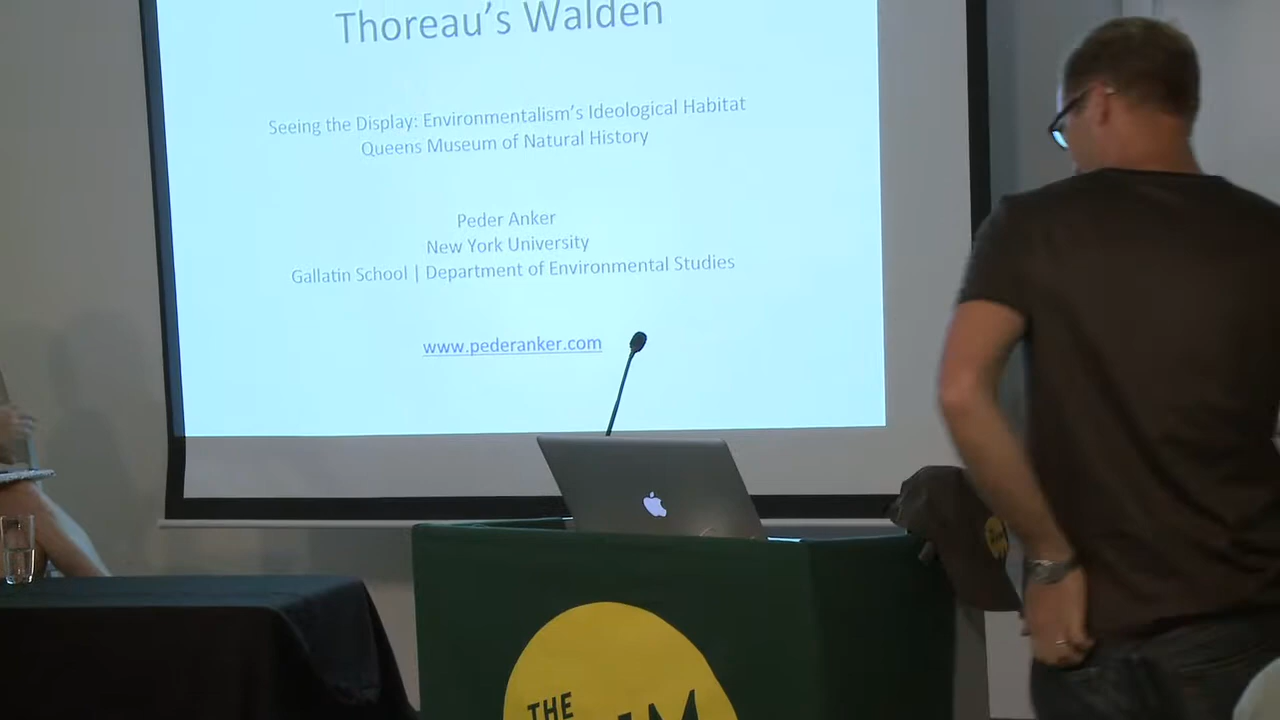 Thoreau's Walden
Seeing the Display: Environmentalism's Ideological Habitat
Queens Museum of Natural History
Peder Anker
New York University
Gallatin School | Department of Environmental Studies
www.pederanker.com
THE